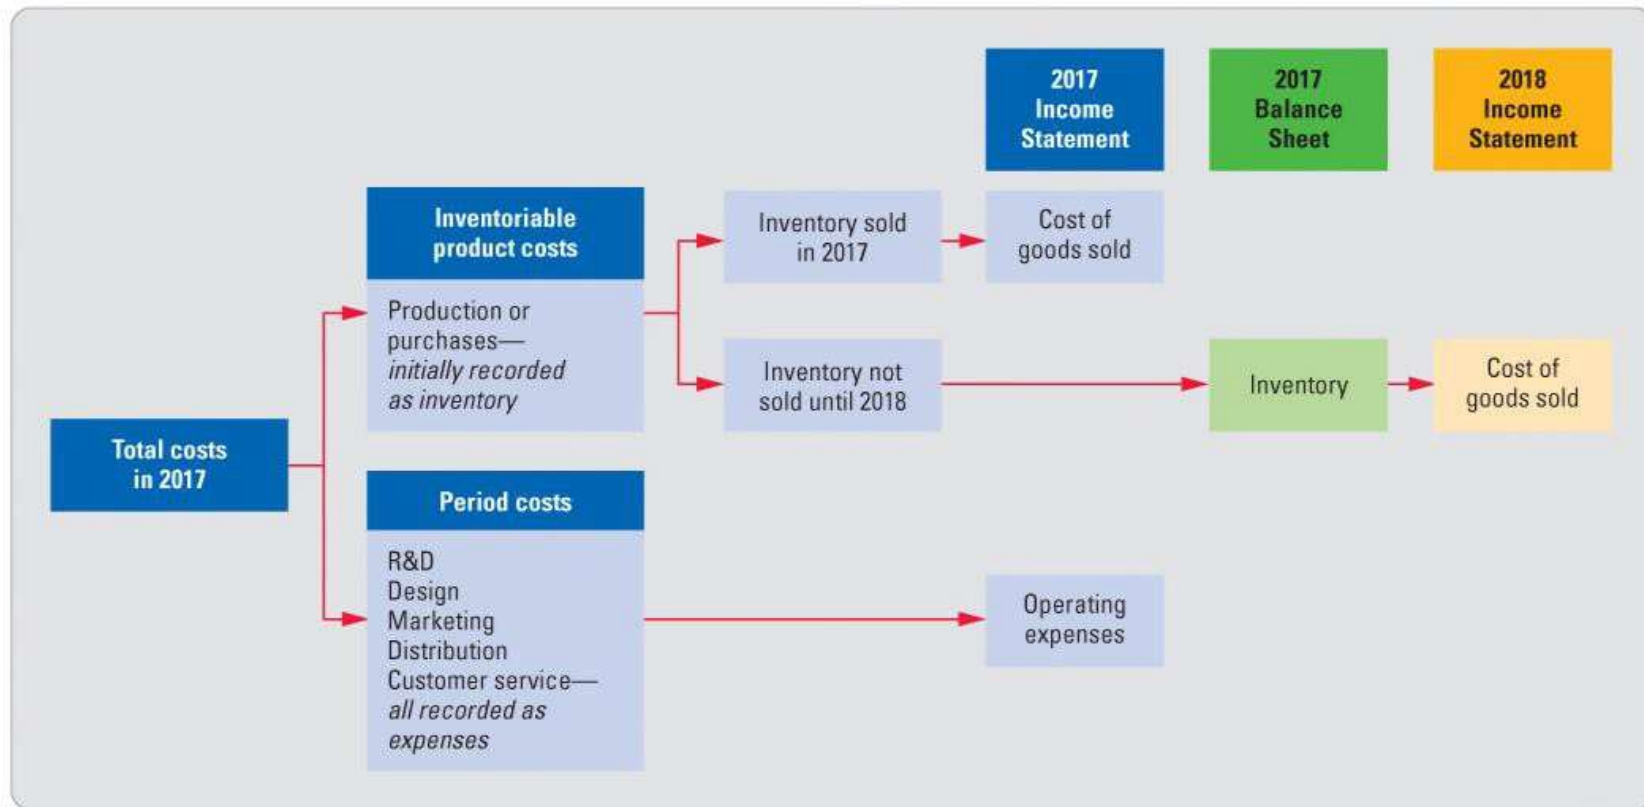 2017
Income
Statement
2017
Balance
Sheet
2018
Income
Statement
Inventoriable
product costs
Production or
purchases—
initially recorded
as inventory
Inventory sold
in 2017
Cost of
goods sold
Inventory not
sold until 2018
Inventory
Cost of
goods sold
Total costs
in 2017
Period costs
R&D
Design
Marketing
Distribution
Customer service—
all recorded as
expenses
Operating
expenses